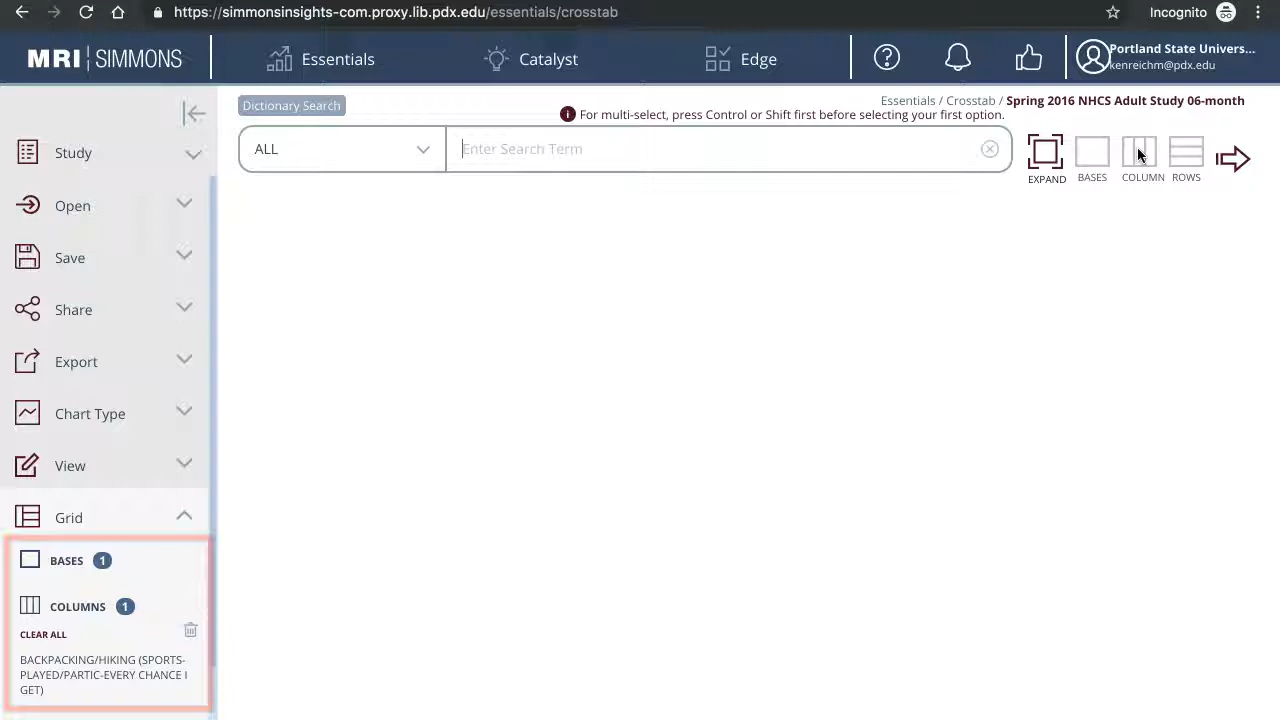 https://simmonsinsights-com.proxy.lib.pdx.edu/essentials/crosstab
Incognito
MRI | SIMMONS
Essentials
Catalyst
Edge
Portland State Univers...
kenreichm@pdx.edu
Dictionary Search
Essentials / Crosstab / Spring 2016 NHCS Adult Study 06-month
i For multi-select, press Control or Shift first before selecting your first option.
ALL
Enter Search Term
EXPAND
BASES
COLUMN
ROWS
Study
Open
Save
Share
Export
Chart Type
View
Grid
BASES 1
COLUMNS 1
CLEAR ALL
BACKPACKING/HIKING (SPORTS-
PLAYED/PARTIC-EVERY CHANCE I
GET)